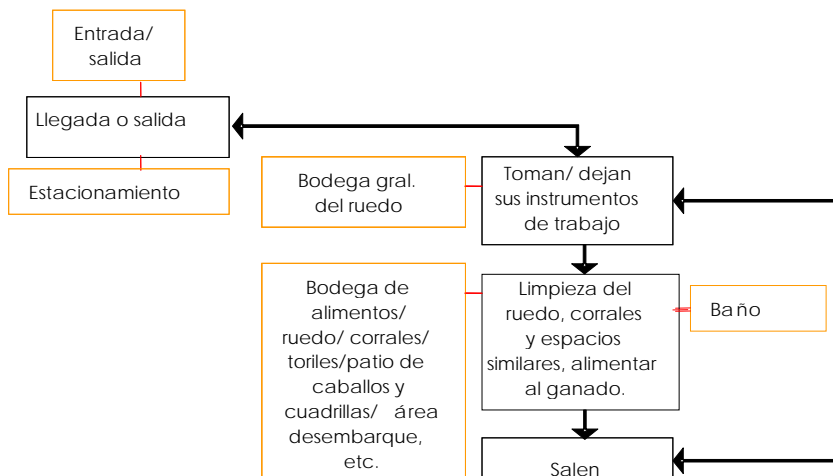 Entrada/
salida
Llegada o salida
Estacionamiento
Bodega gral.
del ruedo
Toman/ dejan
sus instrumentos
de trabajo
Bodega de
alimentos/
ruedo/ corrales/
toriles/patio de
caballos y
cuadrillas/ área
desembarque,
etc.
Limpieza del
ruedo, corrales
y espacios
similares, alimentar
al ganado.
Baño
Salen